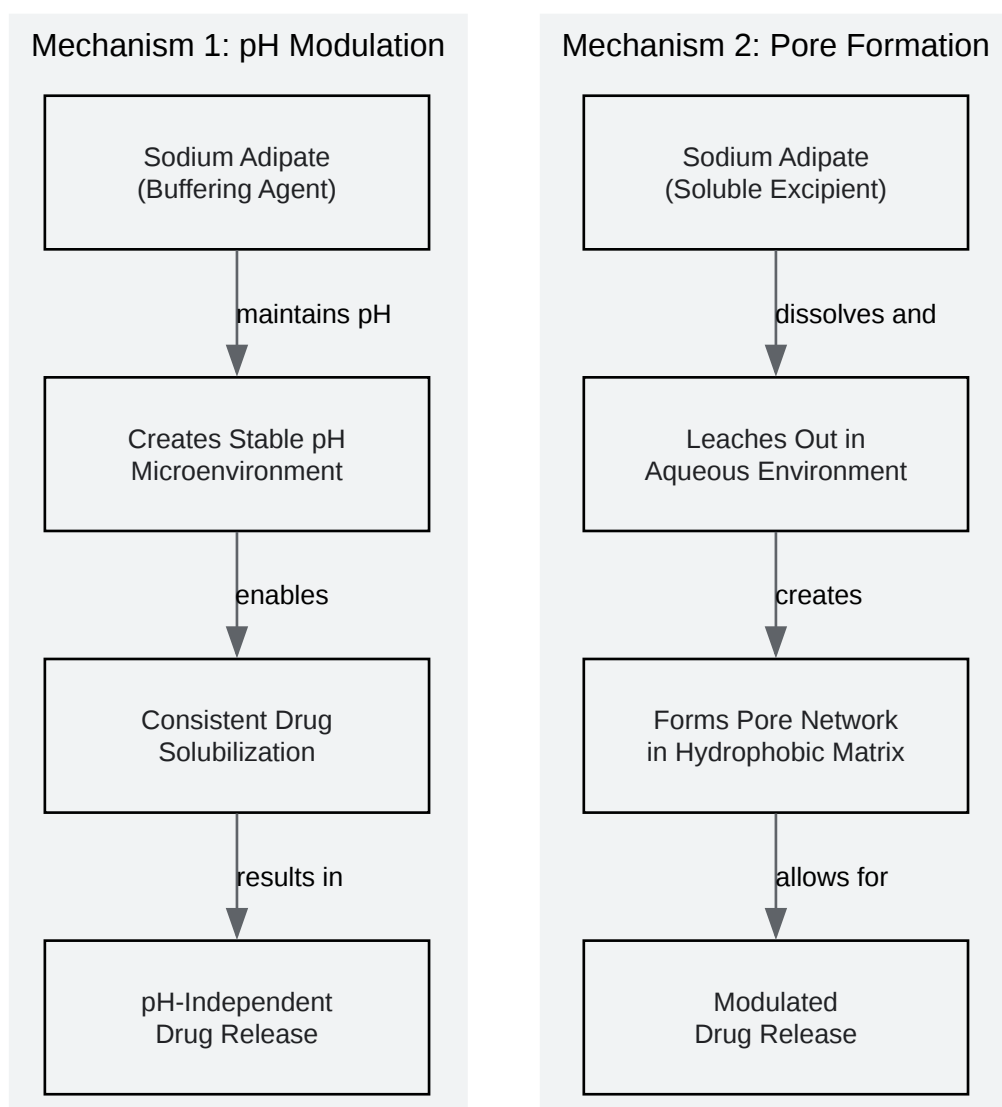 Mechanism 1: pH Modulation
Sodium Adipate
(Buffering Agent)
maintains pH
Creates Stable pH
Microenvironment
enables
Consistent Drug
Solubilization
results in
pH-Independent
Drug Release
Mechanism 2: Pore Formation
Sodium Adipate
(Soluble Excipient)
dissolves and
Leaches Out in
Aqueous Environment
creates
Forms Pore Network
in Hydrophobic Matrix
allows for
Modulated
Drug Release